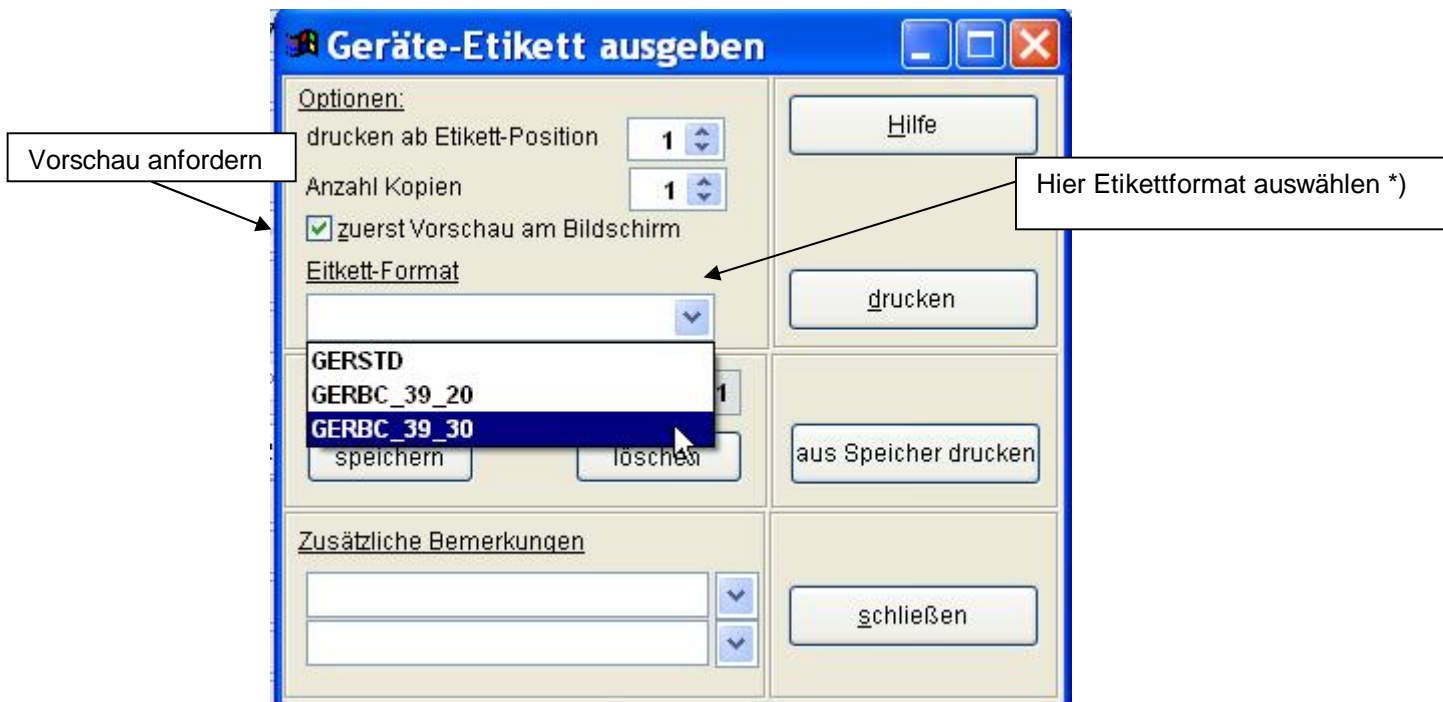 Geräte-Etikett ausgeben
Optionen:
drucken ab Etikett-Position 1
Hilfe
Vorschau anfordern
Anzahl Kopien 1
Hier Etikettformat auswählen *)
zuerst Vorschau am Bildschirm
Eitkett-Format
drucken
GERSTD
GERBC_39_20 1
GERBC_39_30
speichern löschen
aus Speicher drucken
Zusätzliche Bemerkungen
schließen